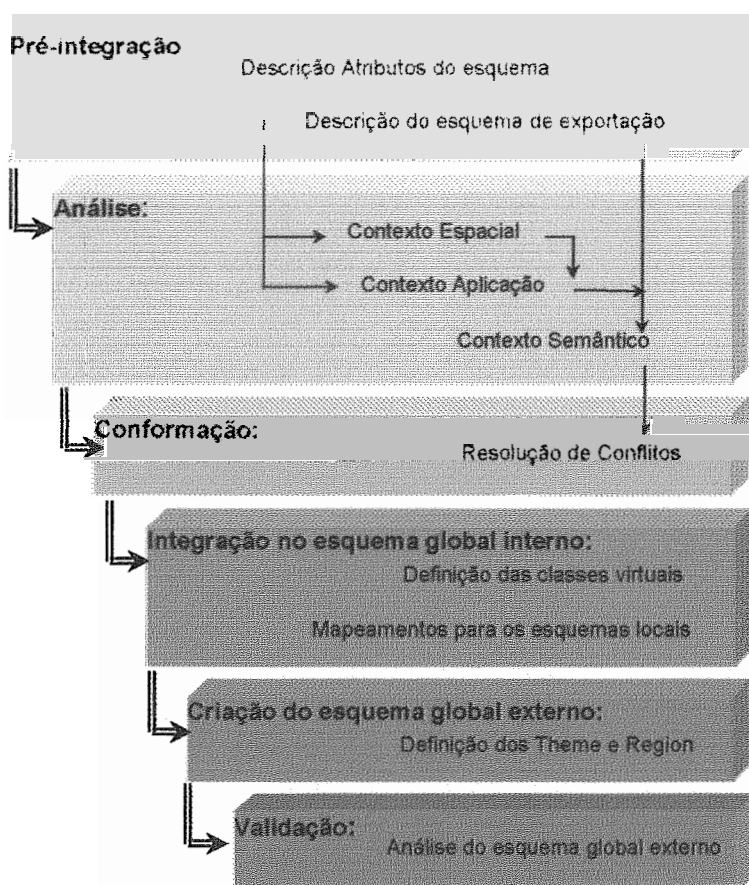 Pré-integração
Descrição Atributos do esquema
Descrição do esquema de exportação
Análise:
Contexto Espacial
Contexto Aplicação
Contexto Semântico
Conformação:
Resolução de Conflitos
Integração no esquema global interno:
Definição das classes virtuais
Mapeamentos para os esquemas locais
Criação do esquema global externo:
Definição dos Theme e Region
Validação:
Análise do esquema global externo